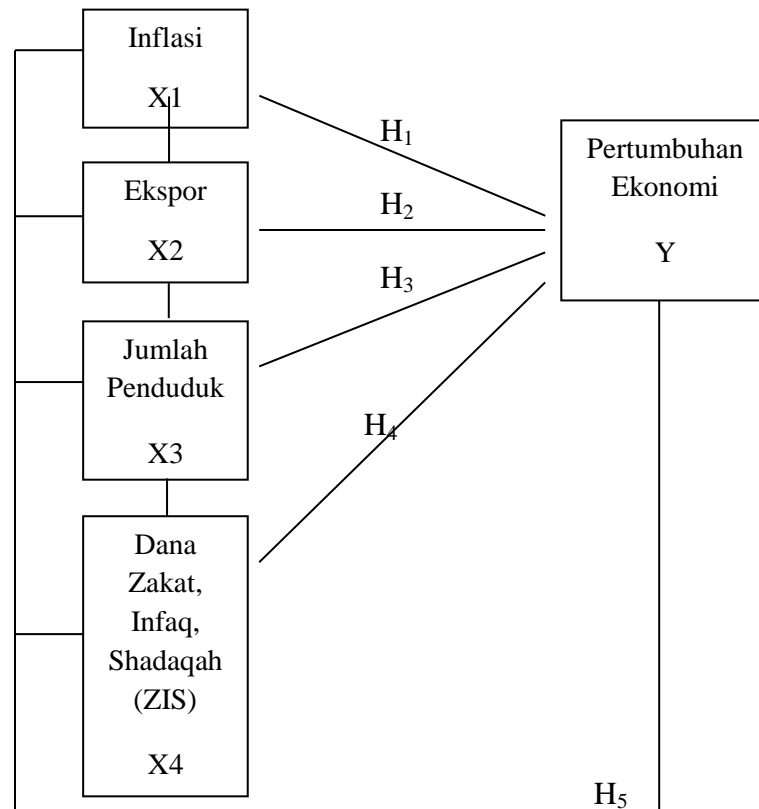 Inflasi
X1
Ekspor
X2
Jumlah
Penduduk
X3
Dana
Zakat,
Infaq,
Shadaqah
(ZIS)
X4
H1
H2
H3
H4
Pertumbuhan
Ekonomi
Y
H5